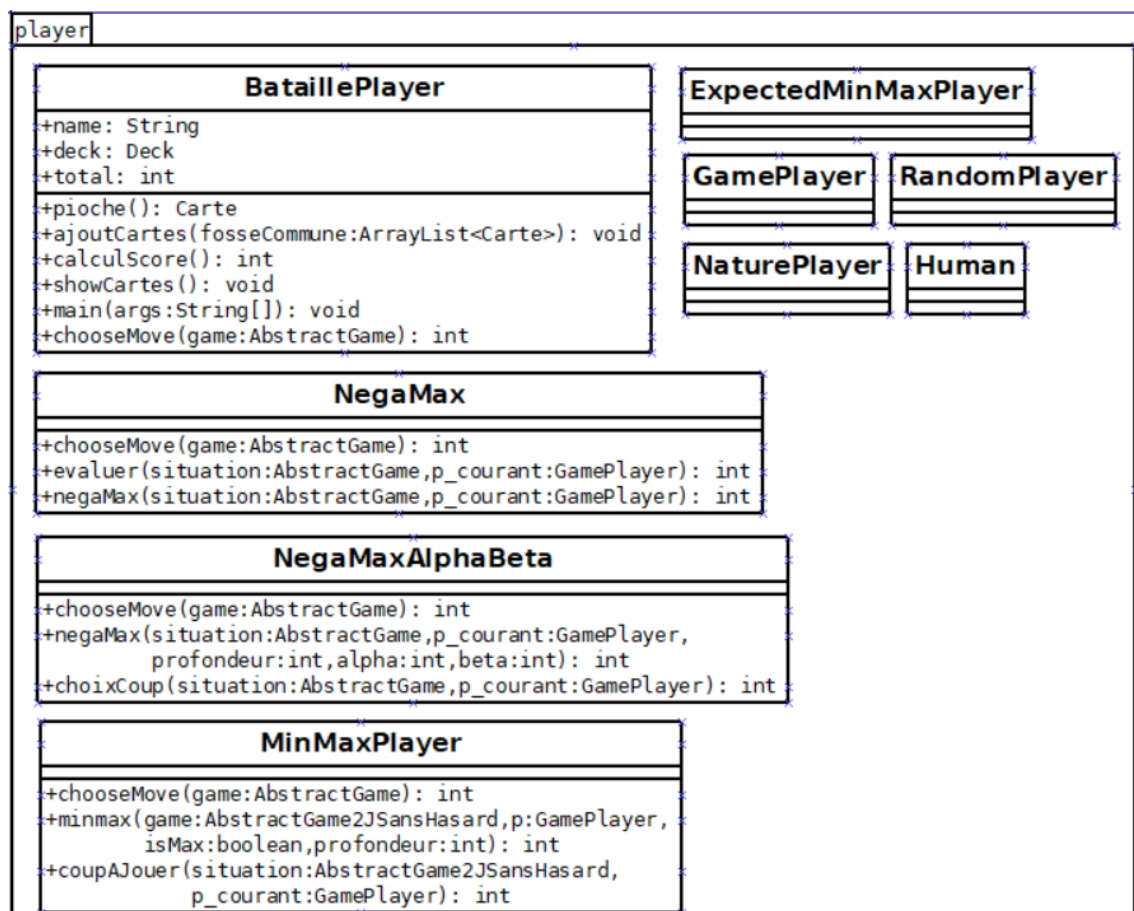 player
BataillePlayer
+name: String
+deck: Deck
+total: int
+pioche(): Carte
+ajoutCartes(fosseCommune:ArrayList<Carte>): void
+calculScore(): int
+showCartes(): void
+main(args:String[]): void
+chooseMove(game:AbstractGame): int
ExpectedMinMaxPlayer
GamePlayer
RandomPlayer
NaturePlayer
Human
NegaMax
+chooseMove(game:AbstractGame): int
+evaluer(situation:AbstractGame,p_courant:GamePlayer): int
+negaMax(situation:AbstractGame,p_courant:GamePlayer): int
NegaMaxAlphaBeta
+chooseMove(game:AbstractGame): int
+negaMax(situation:AbstractGame,p_courant:GamePlayer,
profondeur:int,alpha:int,beta:int): int
+choixCoup(situation:AbstractGame,p_courant:GamePlayer): int
MinMaxPlayer
+chooseMove(game:AbstractGame): int
+minmax(game:AbstractGame2JSansHasard,p:GamePlayer,
isMax:boolean,profondeur:int): int
+coupAJouer(situation:AbstractGame2JSansHasard,
p_courant:GamePlayer): int